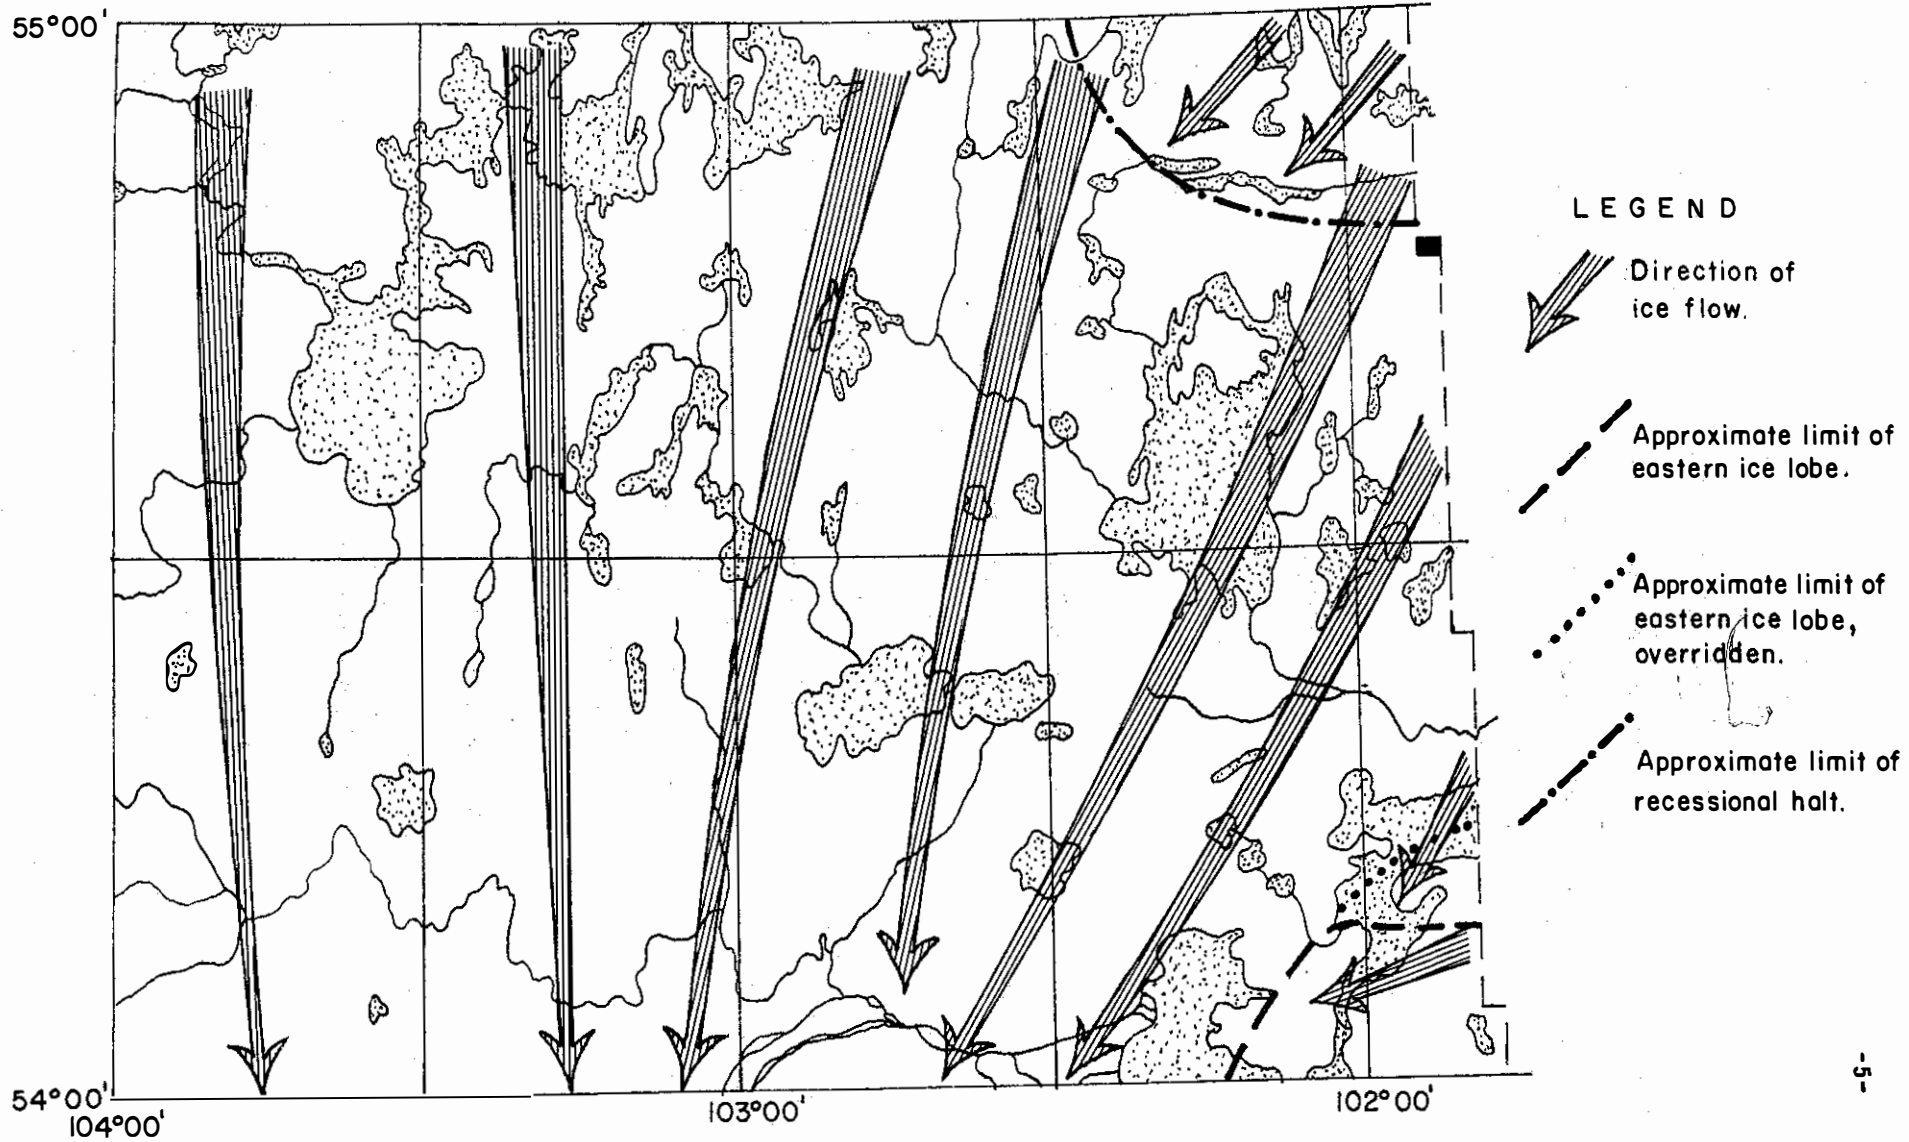 55°00'
LEGEND
Direction of
ice flow.
Approximate limit of
eastern ice lobe.
Approximate limit of
eastern ice lobe,
overridden.
Approximate limit of
recessional halt.
54°00'
104°00'
103°00'
102°00'
-5-